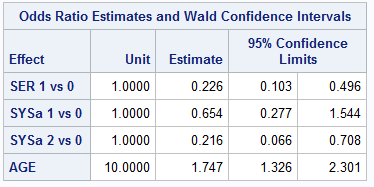 Odds Ratio Estimates and Wald Confidence Intervals
Effect Unit Estimate 95% Confidence Limits
SER 1 vs 0 1.0000 0.226 0.103 0.496
SYSa 1 vs 0 1.0000 0.654 0.277 1.544
SYSa 2 vs 0 1.0000 0.216 0.066 0.708
AGE 10.0000 1.747 1.326 2.301